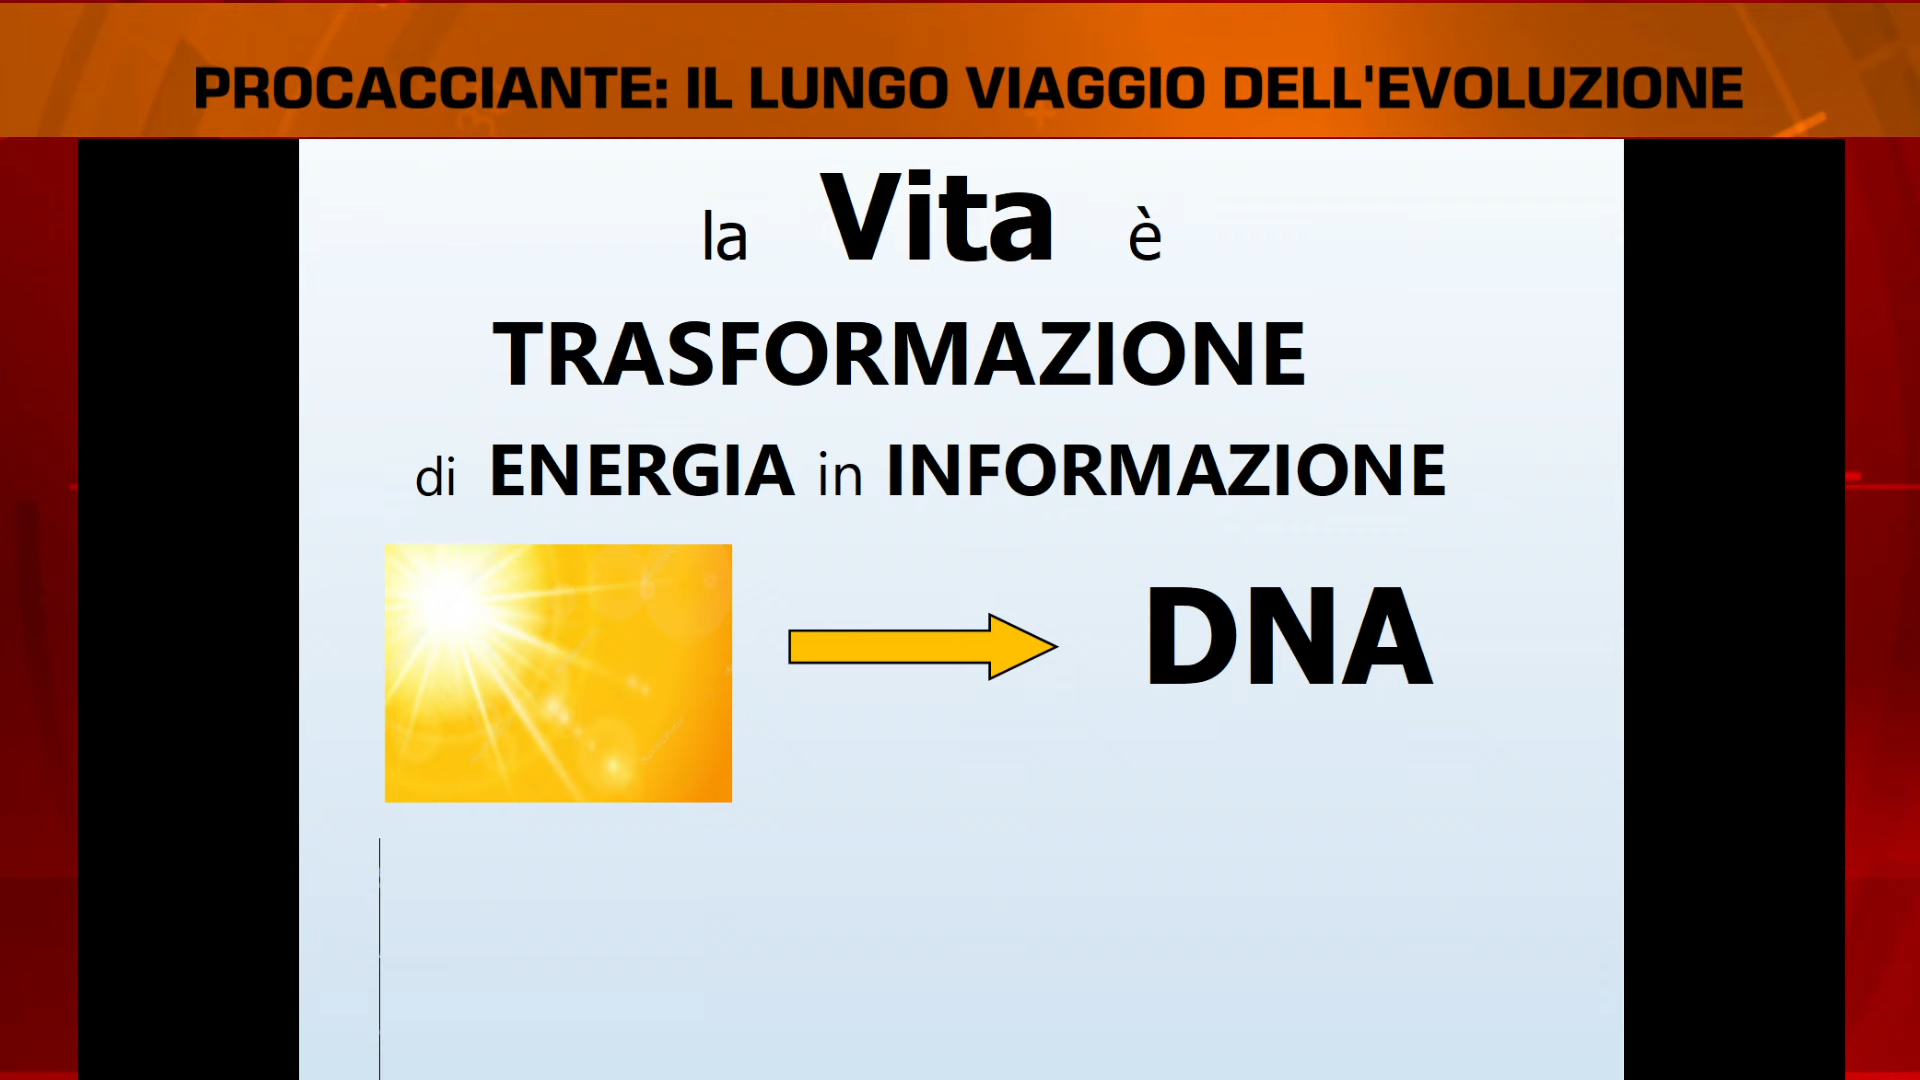 PROCACCIANTE: IL LUNGO VIAGGIO DELL'EVOLUZIONE
la Vita è
TRASFORMAZIONE
di ENERGIA in INFORMAZIONE
DNA